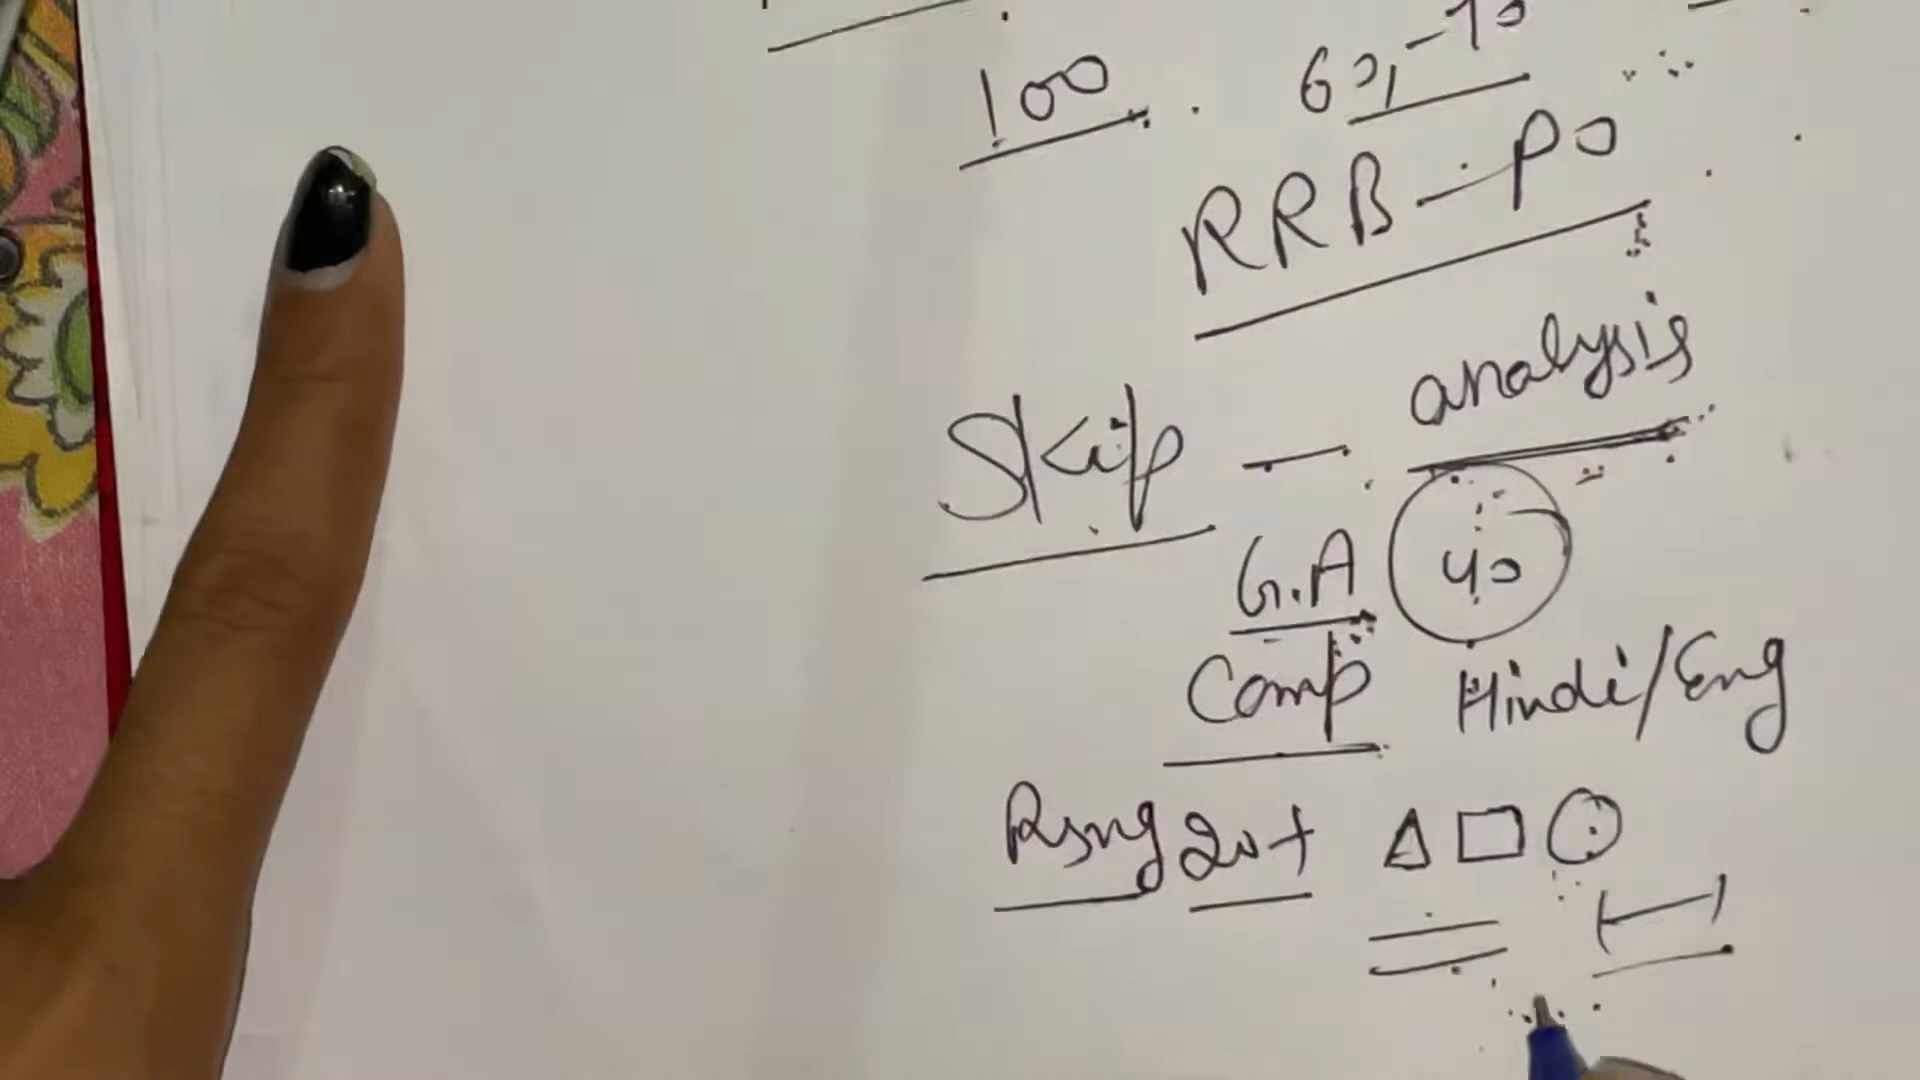 100 60,-70
RRB-PO
Skip - analysis
G.A 40
Comp Hindi/Eng
Rsng 20+